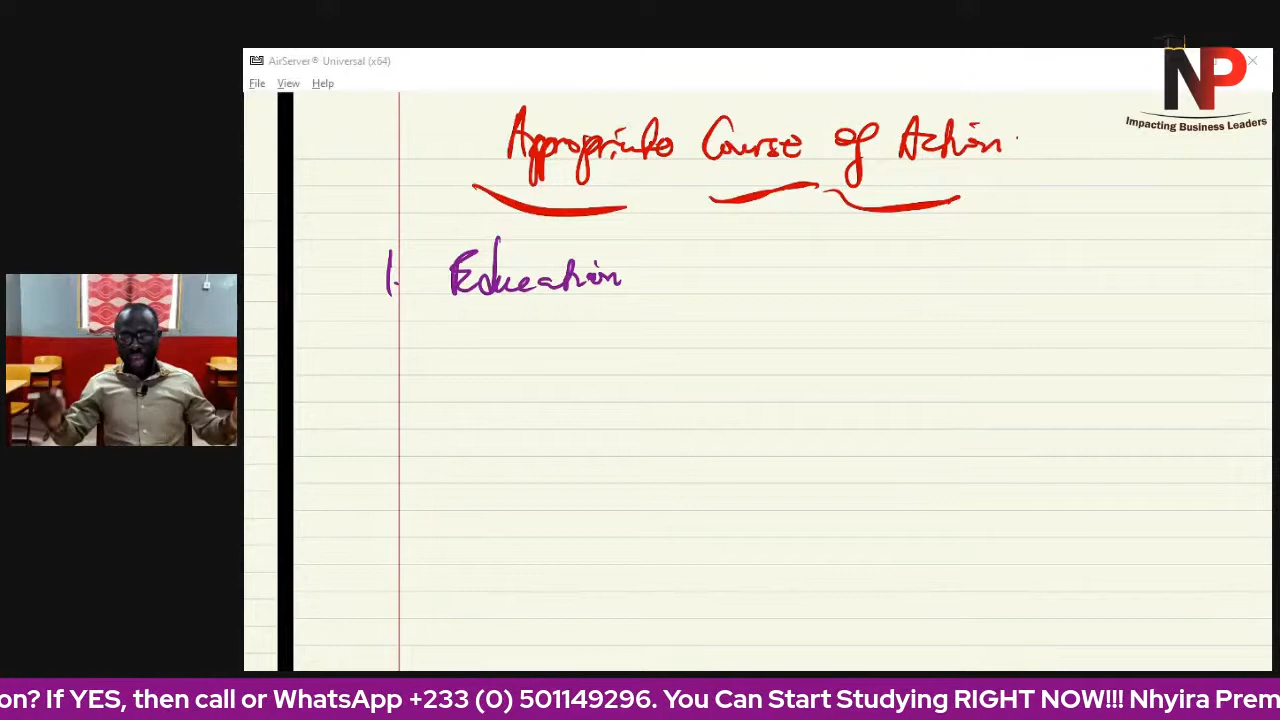 AirServer® Universal (x64)
File View Help
NP
Impacting Business Leaders
Appropriate Course of Action.
1. Education
on? If YES, then call or WhatsApp +233 (0) 501149296. You Can Start Studying RIGHT NOW!!! Nhyira Prem